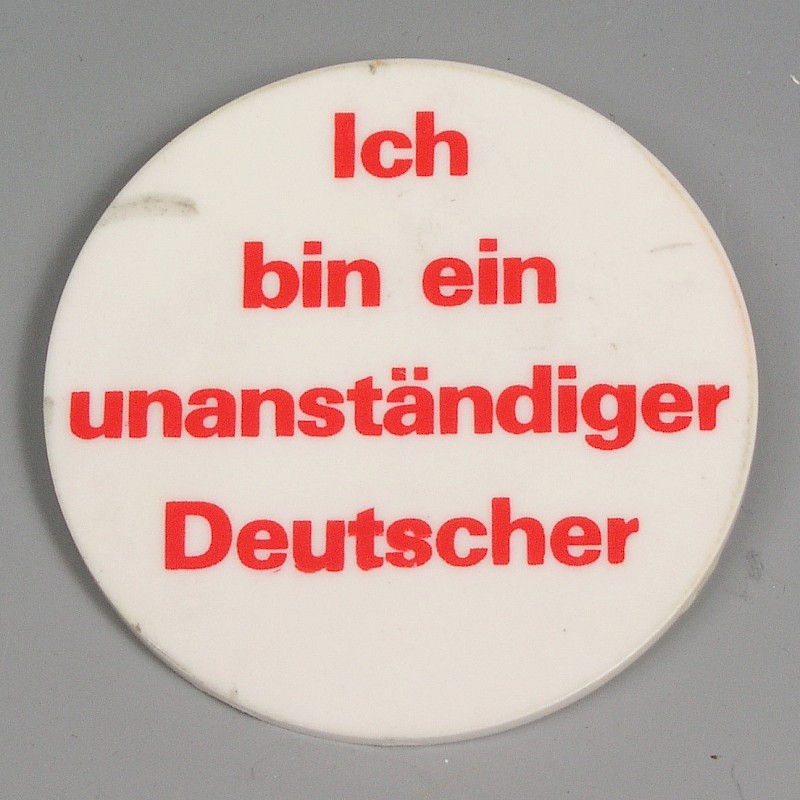 Ich
bin ein
unanständiger
Deutscher